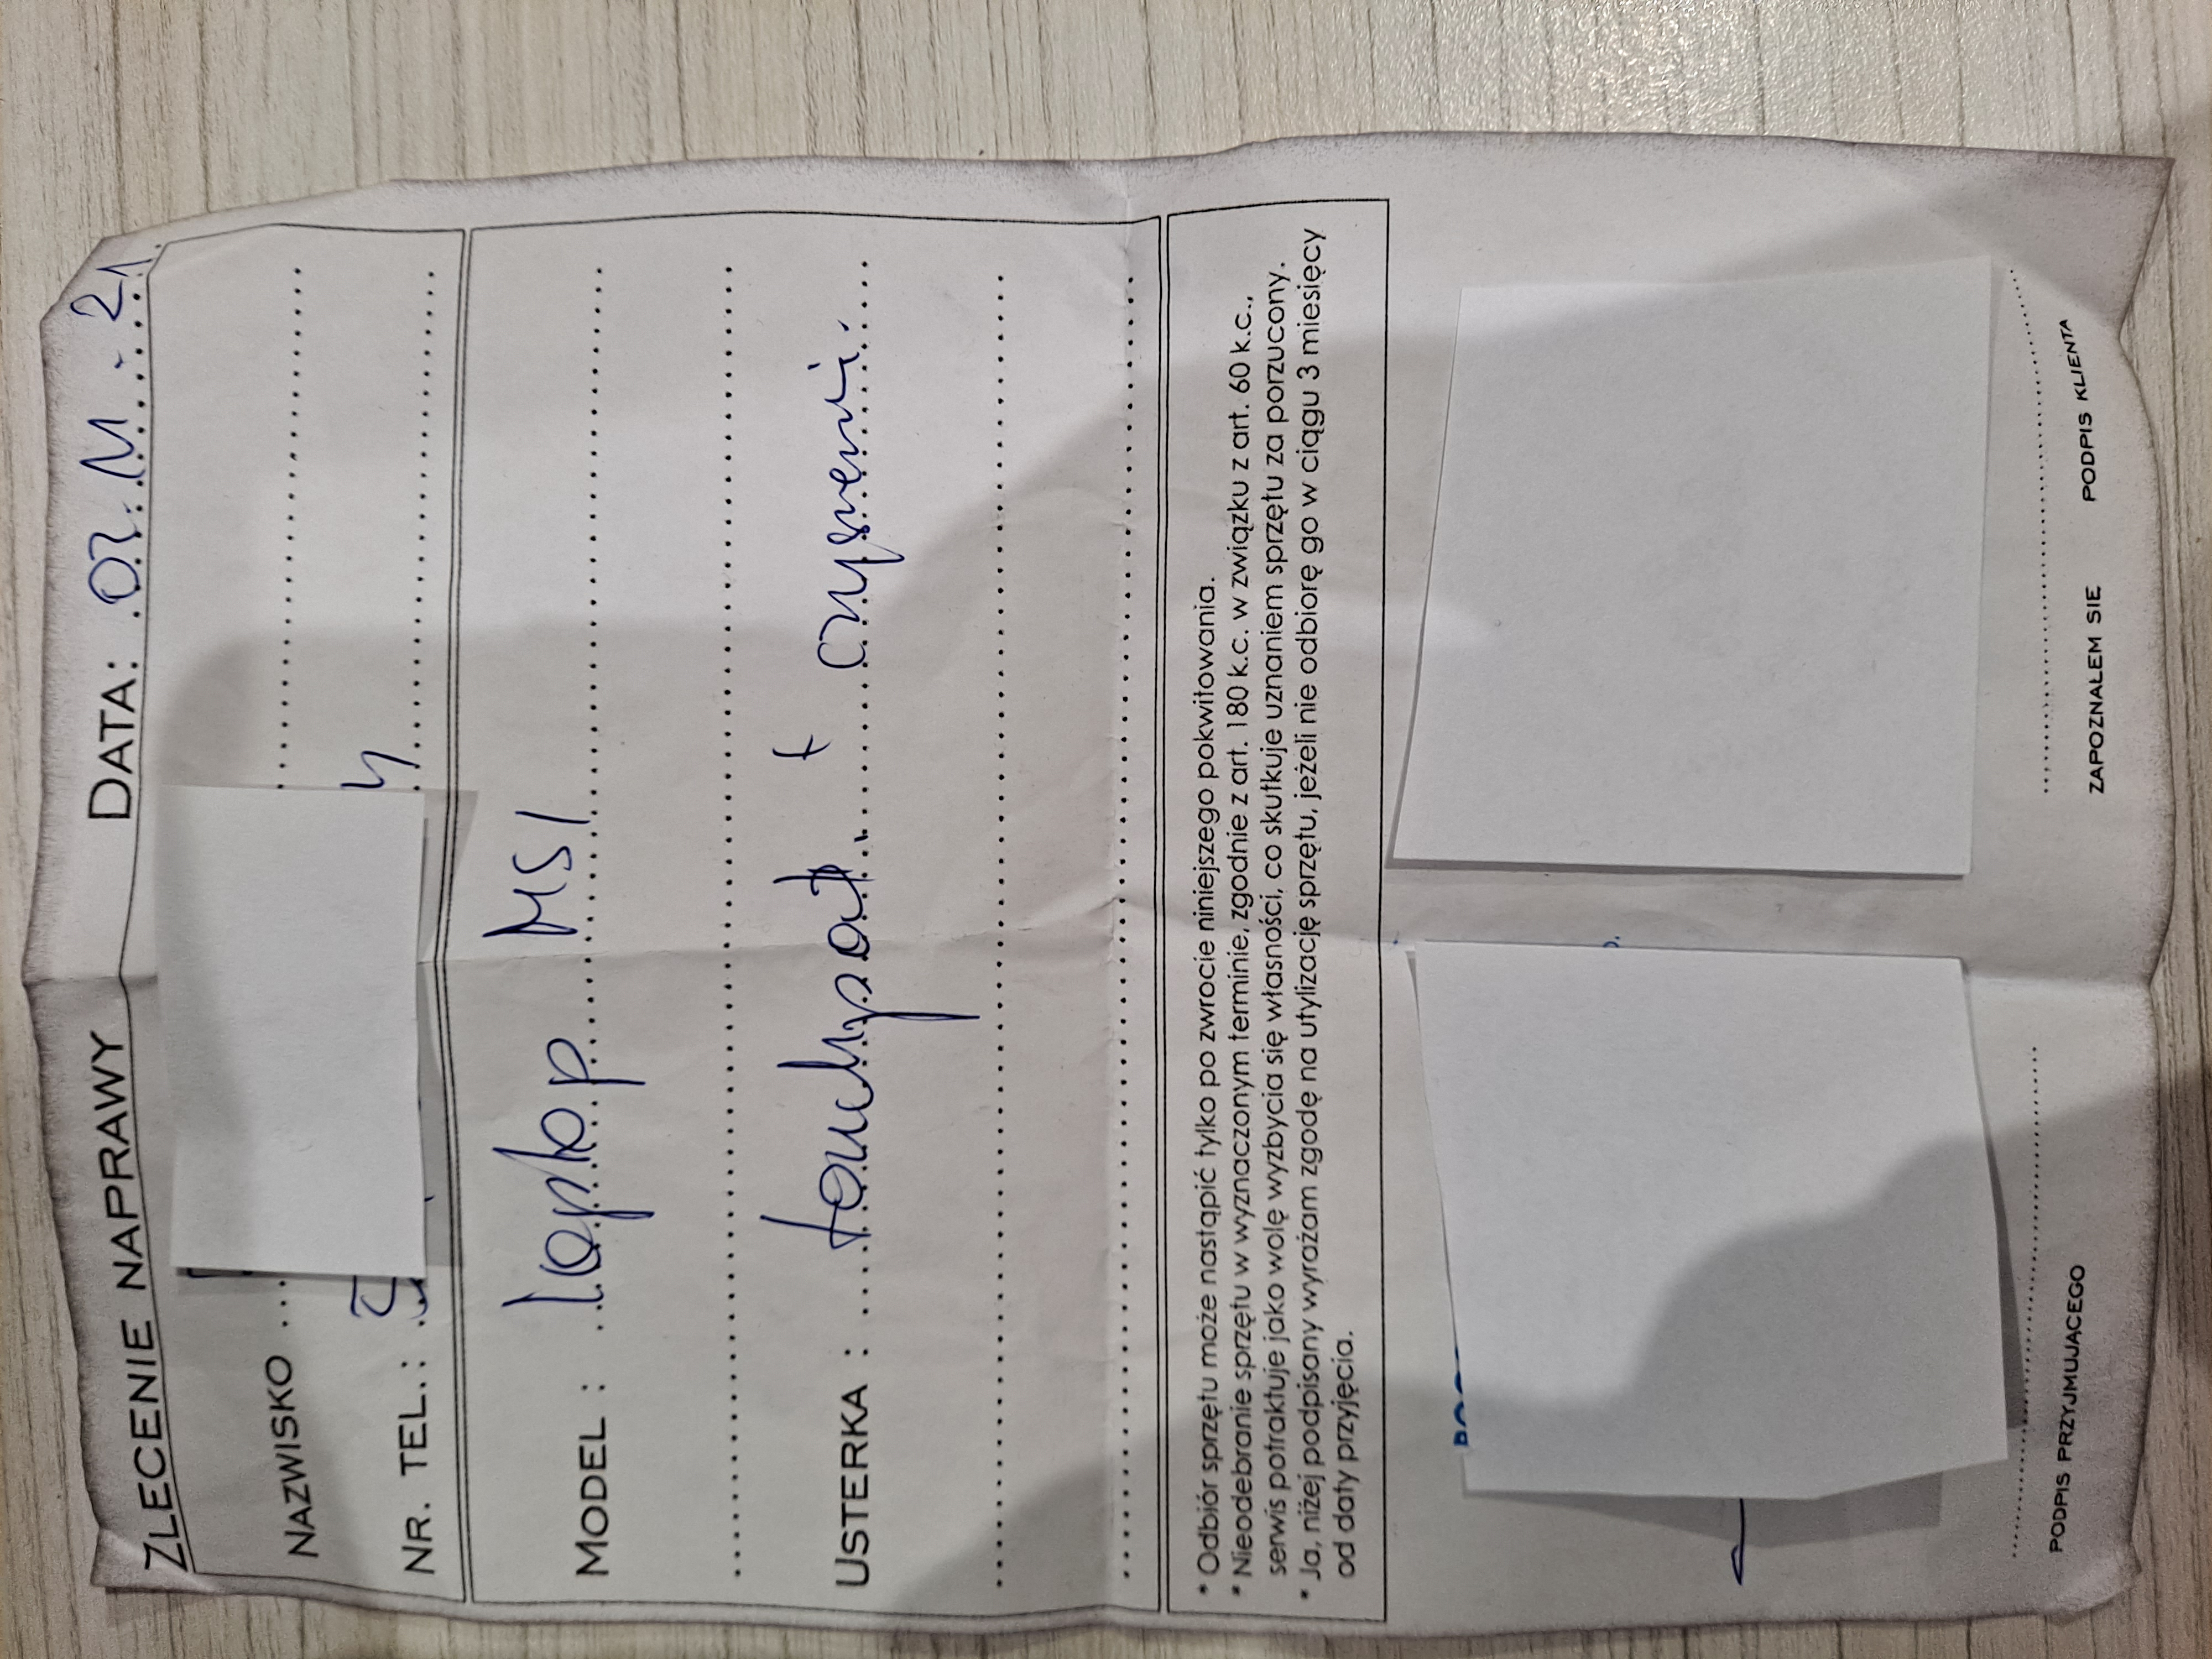 ZLECENIE NAPRAWY DATA: 02. 11. 21
NAZWISKO
NR. TEL.:
MODEL: laptop MSI
USTERKA: touchpad + czyszczenie
* Odbiór sprzętu może nastąpić tylko po zwrocie niniejszego pokwitowania.
* Nieodebranie sprzętu w wyznaczonym terminie, zgodnie z art. 180 k.c. w związku z art. 60 k.c.,
serwis potraktuje jako wolę wyzbycia się własności, co skutkuje uznaniem sprzętu za porzucony.
* Ja, niżej podpisany wyrażam zgodę na utylizację sprzętu, jeżeli nie odbiorę go w ciągu 3 miesięcy
od daty przyjęcia.
PODPIS PRZYJMUJĄCEGO ZAPOZNAŁEM SIE PODPIS KLIENTA